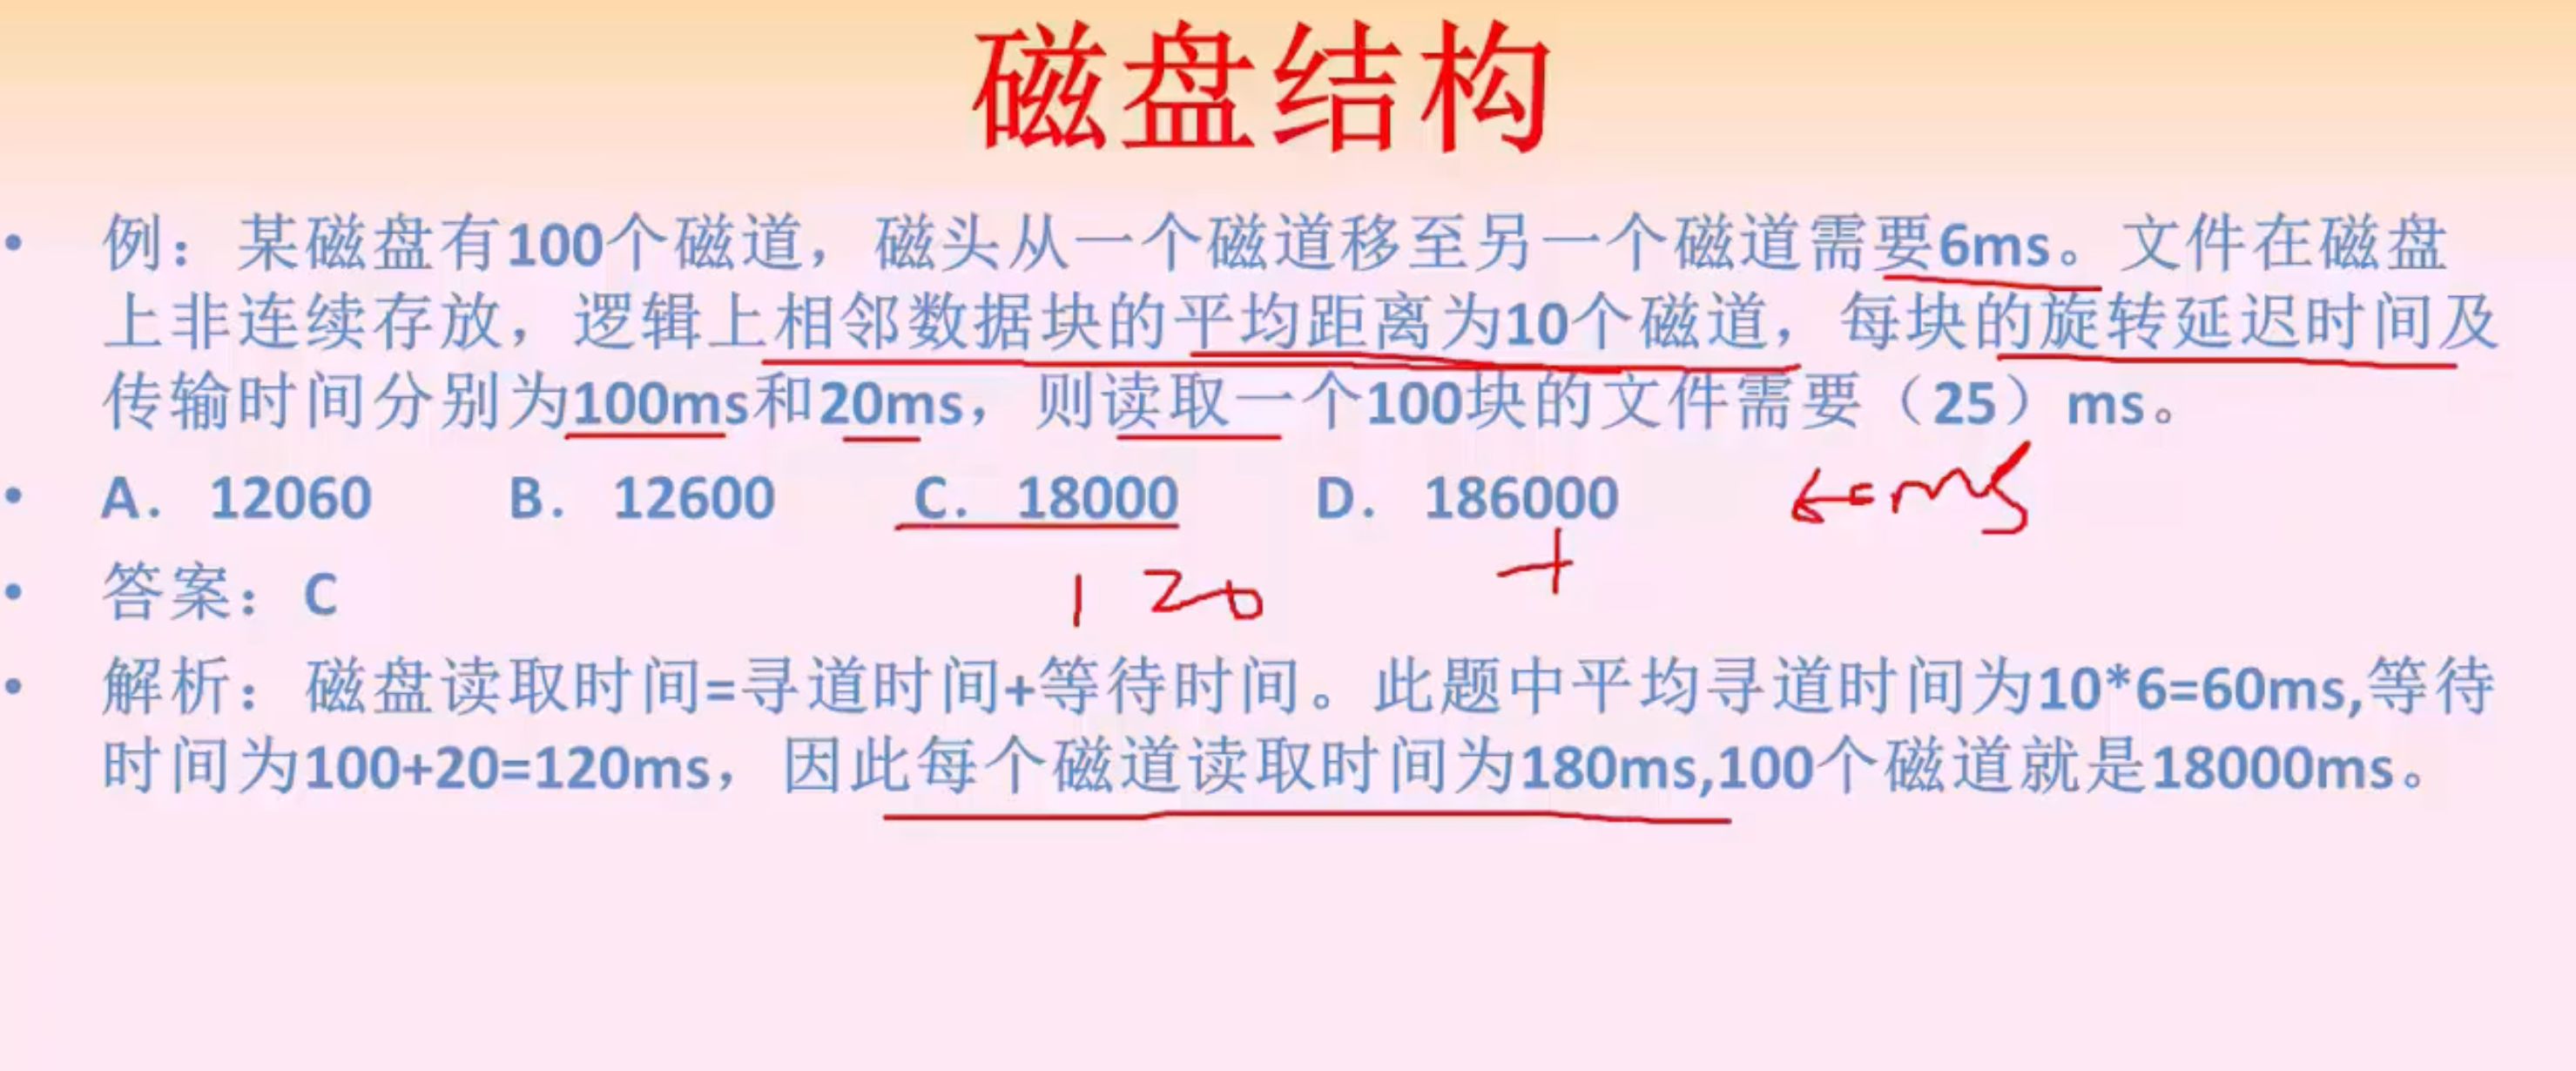 磁盘结构
• 例：某磁盘有100个磁道，磁头从一个磁道移至另一个磁道需要6ms。文件在磁盘
上非连续存放，逻辑上相邻数据块的平均距离为10个磁道，每块的旋转延迟时间及
传输时间分别为100ms和20ms，则读取一个100块的文件需要（25）ms。
• A. 12060 B. 12600 C. 18000 D. 186000
• 答案：C
120 +
• 解析：磁盘读取时间=寻道时间+等待时间。此题中平均寻道时间为10*6=60ms,等待
时间为100+20=120ms，因此每个磁道读取时间为180ms,100个磁道就是18000ms。